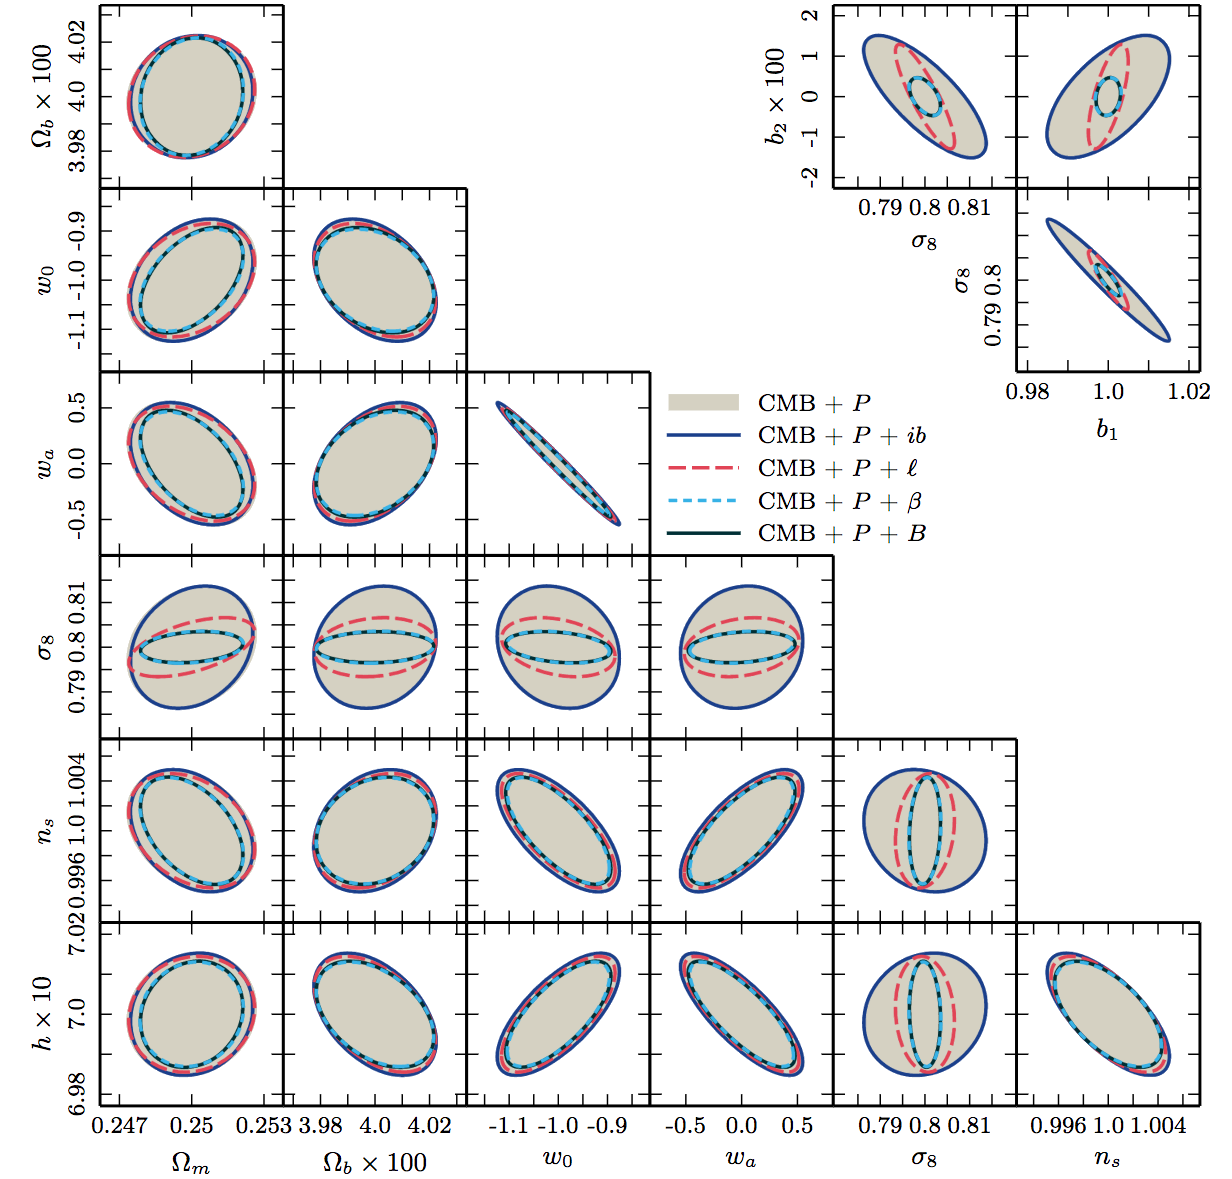 Ω_b × 100
4.02
4.0
3.98
b_2 × 100
2
1
0
-1
-2
0.79 0.8 0.81
σ_8
w_0
-0.9
-1.0
-1.1
σ_8
0.79 0.8
0.98 1.0 1.02
b_1
w_a
0.5
0.0
-0.5
CMB + P
CMB + P + ib
CMB + P + ℓ
CMB + P + β
CMB + P + B
σ_8
0.81
0.8
0.79
n_s
1.004
1.0
0.996
h × 10
7.02
7.0
6.98
0.247 0.25 0.253 3.98 4.0 4.02 -1.1 -1.0 -0.9 -0.5 0.0 0.5 0.79 0.8 0.81 0.996 1.0 1.004
Ω_m Ω_b × 100 w_0 w_a σ_8 n_s